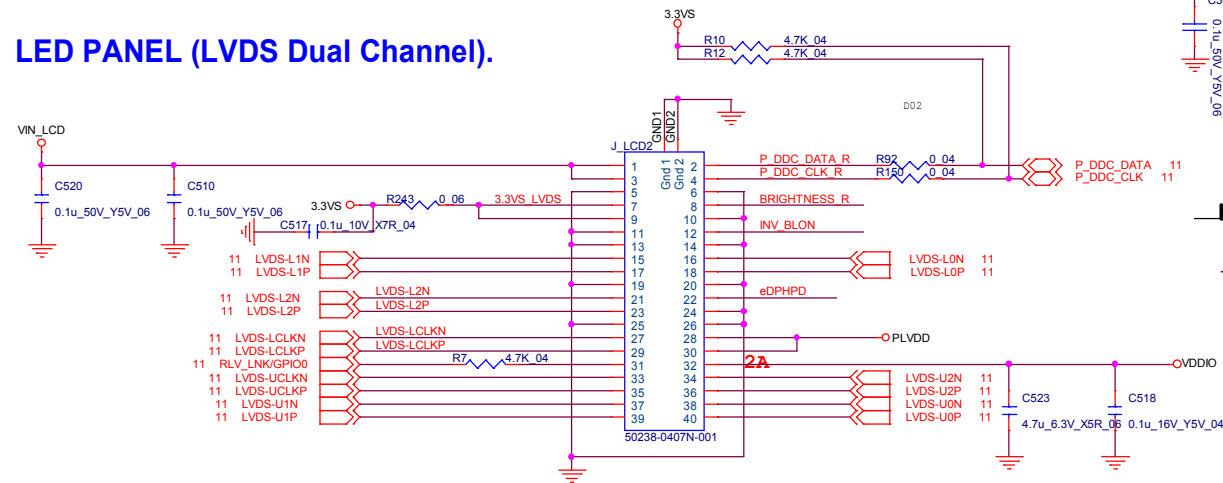 LED PANEL (LVDS Dual Channel).
3.3VS
R10 4.7K_04
R12 4.7K_04
0.1u_50V_Y5V_06
D02
VIN_LCD
GND1
GND2
J_LCD2
Gnd1
Gnd2
C520
0.1u_50V_Y5V_06
C510
0.1u_50V_Y5V_06
3.3VS
R243 0_06 3.3VS_LVDS
C517 0.1u_10V_X7R_04
1 2 P_DDC_DATA_R R92 0_04 P_DDC_DATA 11
3 4 P_DDC_CLK_R R150 0_04 P_DDC_CLK 11
5 6
7 8 BRIGHTNESS_R
9 10
11 12 INV_BLON
13 14
11 LVDS-L1N 15 16 LVDS-L0N 11
11 LVDS-L1P 17 18 LVDS-L0P 11
19 20
11 LVDS-L2N LVDS-L2N 21 22 eDPHPD
11 LVDS-L2P LVDS-L2P 23 24
25 26
11 LVDS-LCLKN LVDS-LCLKN 27 28 PLVDD
11 LVDS-LCLKP LVDS-LCLKP 29 30
11 RLV_LNK/GPIO0 R7 4.7K_04 31 32 2A VDDIO
11 LVDS-UCLKN 33 34 LVDS-U2N 11
11 LVDS-UCLKP 35 36 LVDS-U2P 11
11 LVDS-U1N 37 38 LVDS-U0N 11
11 LVDS-U1P 39 40 LVDS-U0P 11
50238-0407N-001
C523
4.7u_6.3V_X5R_06
C518
0.1u_16V_Y5V_04